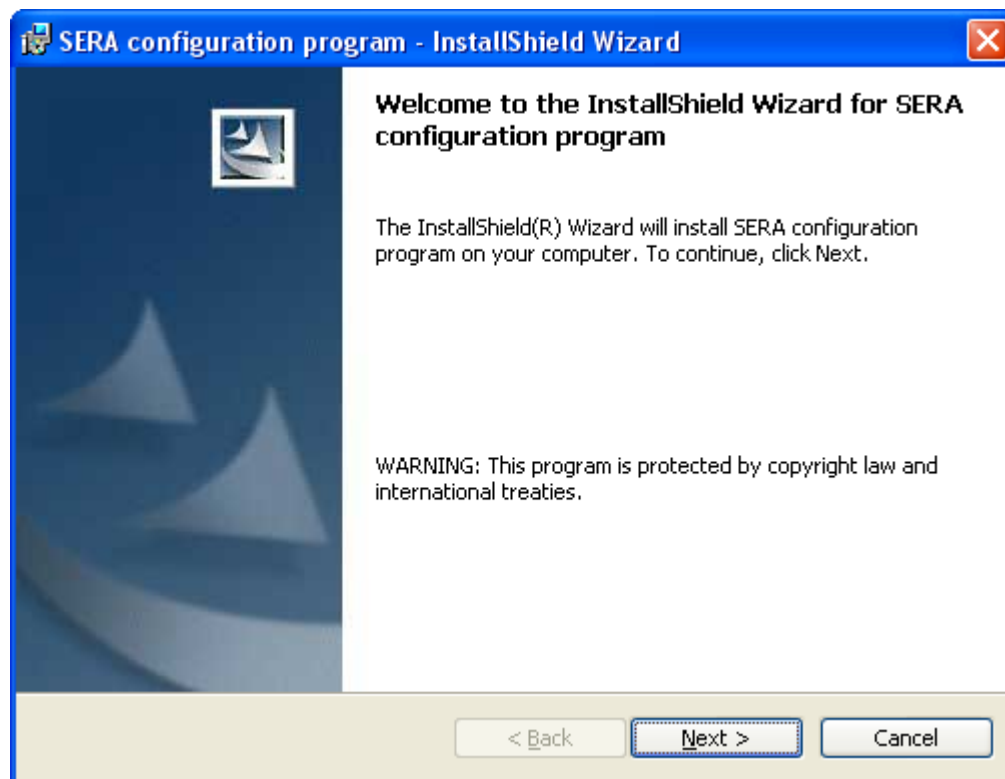 SERA configuration program - InstallShield Wizard
Welcome to the InstallShield Wizard for SERA
configuration program
The InstallShield(R) Wizard will install SERA configuration
program on your computer. To continue, click Next.
WARNING: This program is protected by copyright law and
international treaties.
< Back
Next >
Cancel